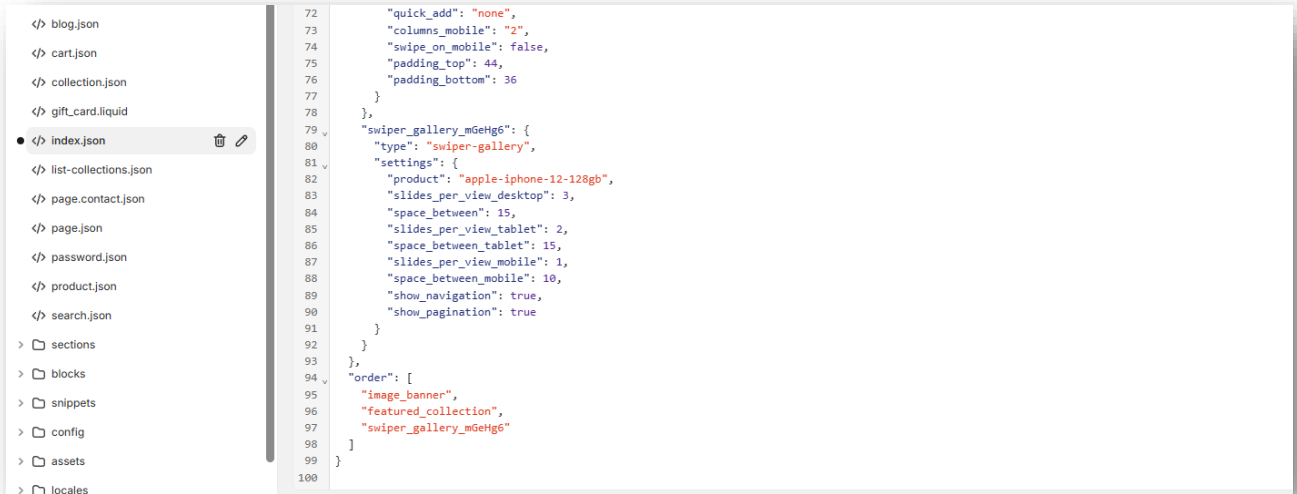 blog.json
cart.json
collection.json
gift_card.liquid
index.json
list-collections.json
page.contact.json
page.json
password.json
product.json
search.json
sections
blocks
snippets
config
assets
locales
72 "quick_add": "none",
73 "columns_mobile": "2",
74 "swipe_on_mobile": false,
75 "padding_top": 44,
76 "padding_bottom": 36
77 }
78 },
79 "swiper_gallery_mGeHg6": {
80 "type": "swiper-gallery",
81 "settings": {
82 "product": "apple-iphone-12-128gb",
83 "slides_per_view_desktop": 3,
84 "space_between": 15,
85 "slides_per_view_tablet": 2,
86 "space_between_tablet": 15,
87 "slides_per_view_mobile": 1,
88 "space_between_mobile": 10,
89 "show_navigation": true,
90 "show_pagination": true
91 }
92 }
93 },
94 "order": [
95 "image_banner",
96 "featured_collection",
97 "swiper_gallery_mGeHg6"
98 ]
99 }
100